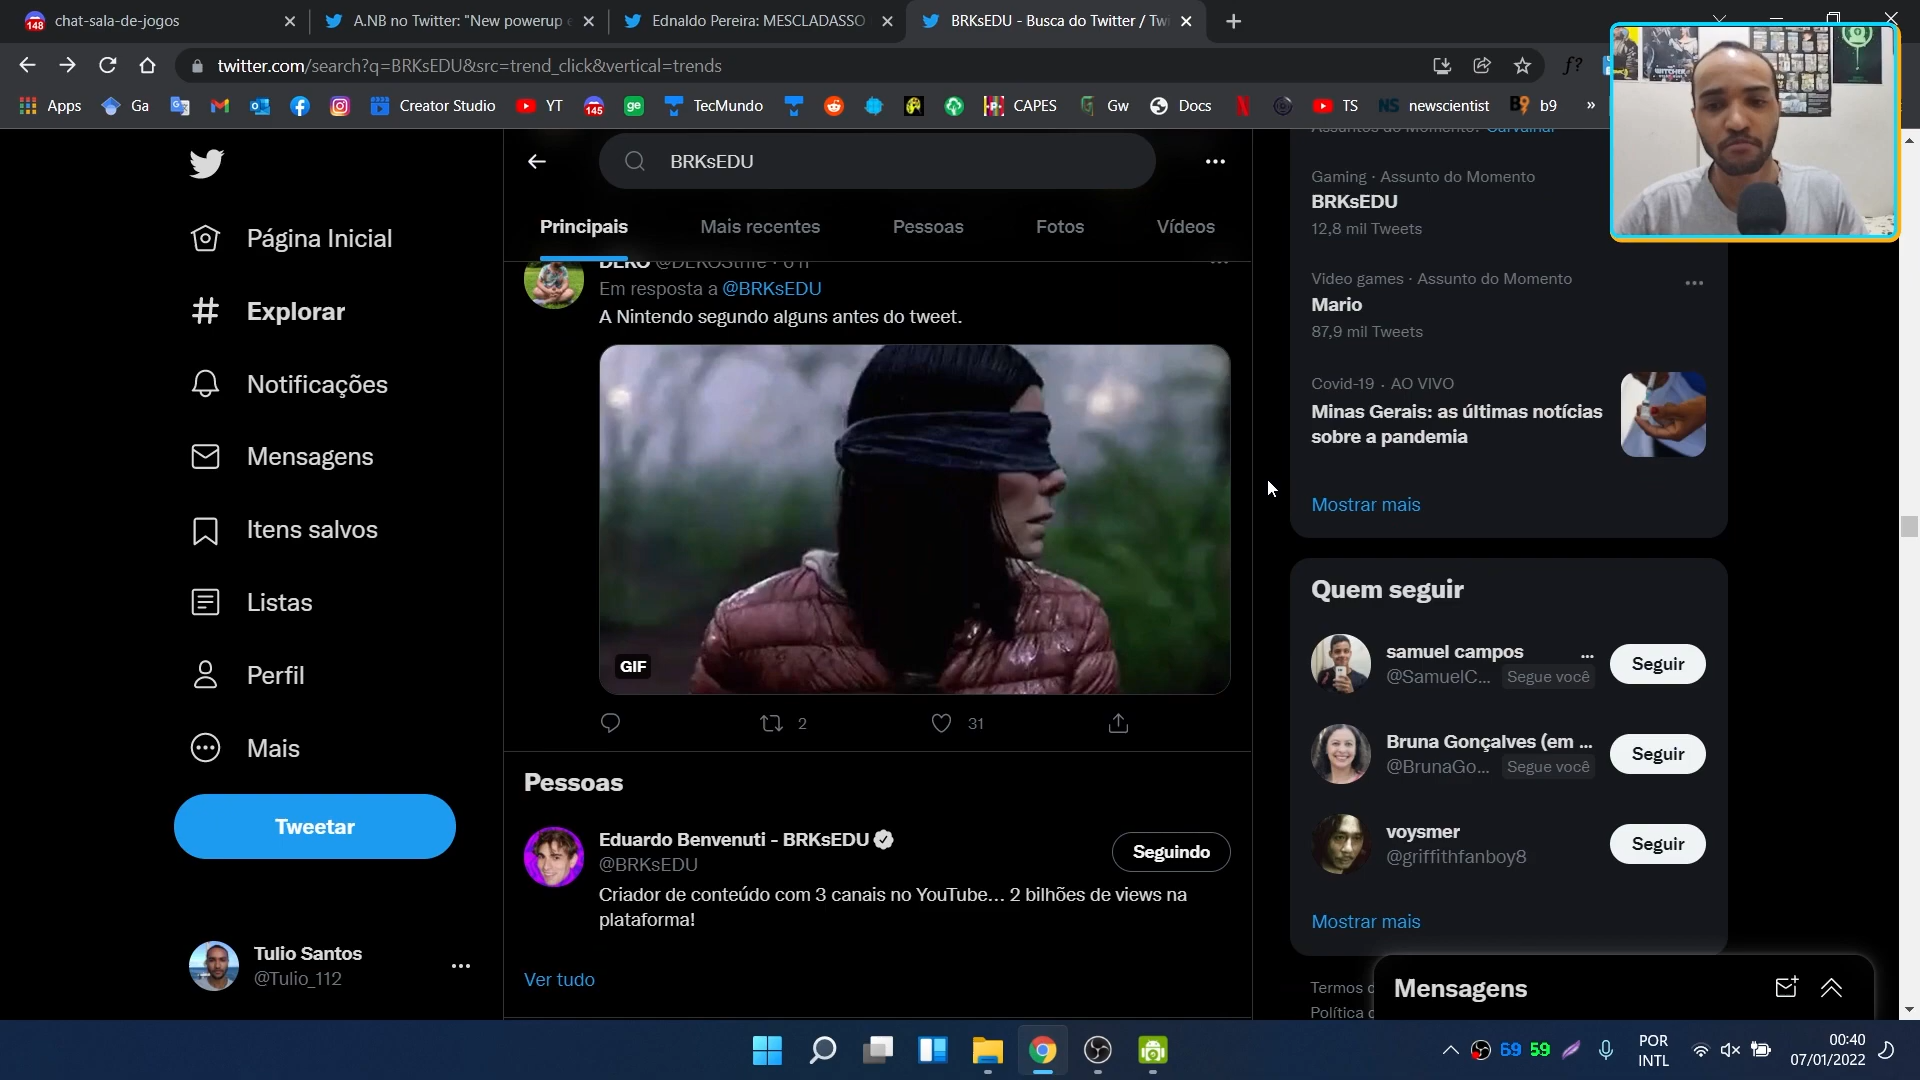 148 chat-sala-de-jogos
A.NB no Twitter: "New powerup e
Ednaldo Pereira: MESCLADASSO
BRKsEDU - Busca do Twitter / Twi
twitter.com/search?q=BRKsEDU&src=trend_click&vertical=trends
f?
Apps
Ga
Creator Studio
YT
145
ge
TecMundo
CAPES
Gw
Docs
TS
NS newscientist
B9 b9
»
Página Inicial
Explorar
Notificações
Mensagens
Itens salvos
Listas
Perfil
Mais
Tweetar
Tulio Santos
@Tulio_112
BRKsEDU
Principais
Mais recentes
Pessoas
Fotos
Vídeos
Em resposta a @BRKsEDU
A Nintendo segundo alguns antes do tweet.
GIF
2
31
Pessoas
Eduardo Benvenuti - BRKsEDU
@BRKsEDU
Seguindo
Criador de conteúdo com 3 canais no YouTube... 2 bilhões de views na
plataforma!
Ver tudo
Assuntos do Momento: Carvalhar
Gaming · Assunto do Momento
BRKsEDU
12,8 mil Tweets
Video games · Assunto do Momento
Mario
87,9 mil Tweets
Covid-19 · AO VIVO
Minas Gerais: as últimas notícias
sobre a pandemia
Mostrar mais
Quem seguir
samuel campos
@SamuelC... Segue você
Seguir
Bruna Gonçalves (em ...
@BrunaGo... Segue você
Seguir
voysmer
@griffithfanboy8
Seguir
Mostrar mais
Termos
Política
Mensagens
69 59
POR
INTL
00:40
07/01/2022